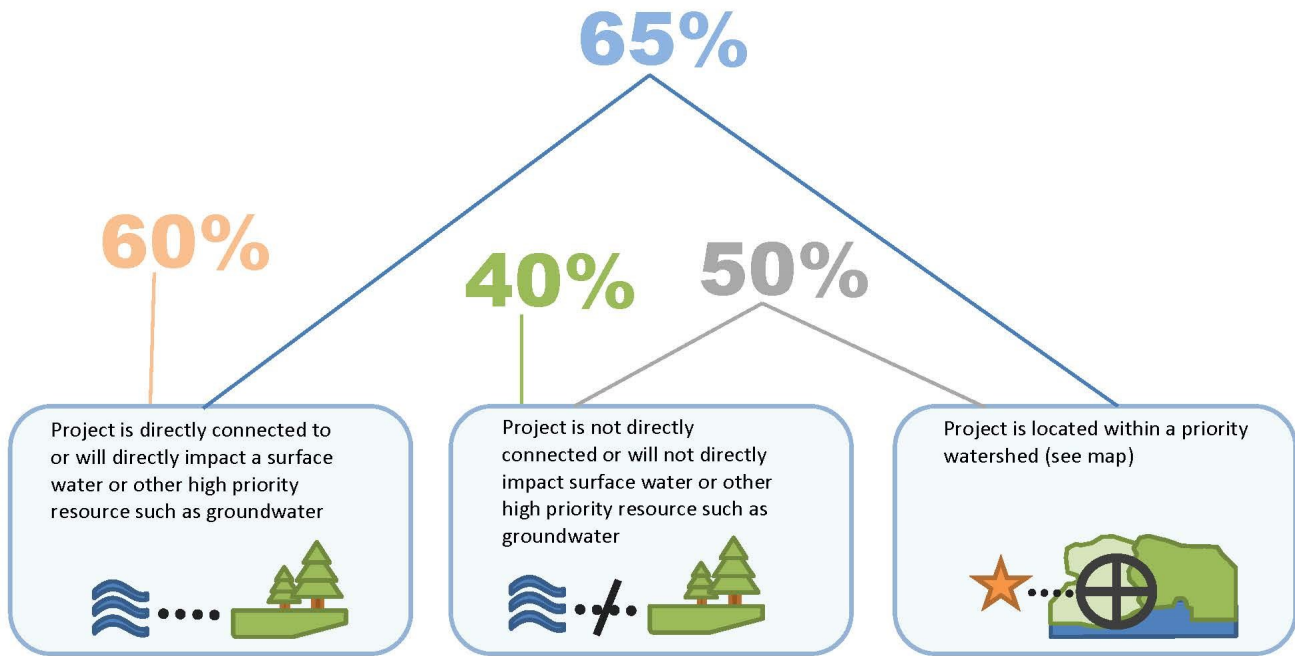 65%
60%
40%
50%
Project is directly connected to
or will directly impact a surface
water or other high priority
resource such as groundwater
Project is not directly
connected or will not directly
impact surface water or other
high priority resource such as
groundwater
Project is located within a priority
watershed (see map)